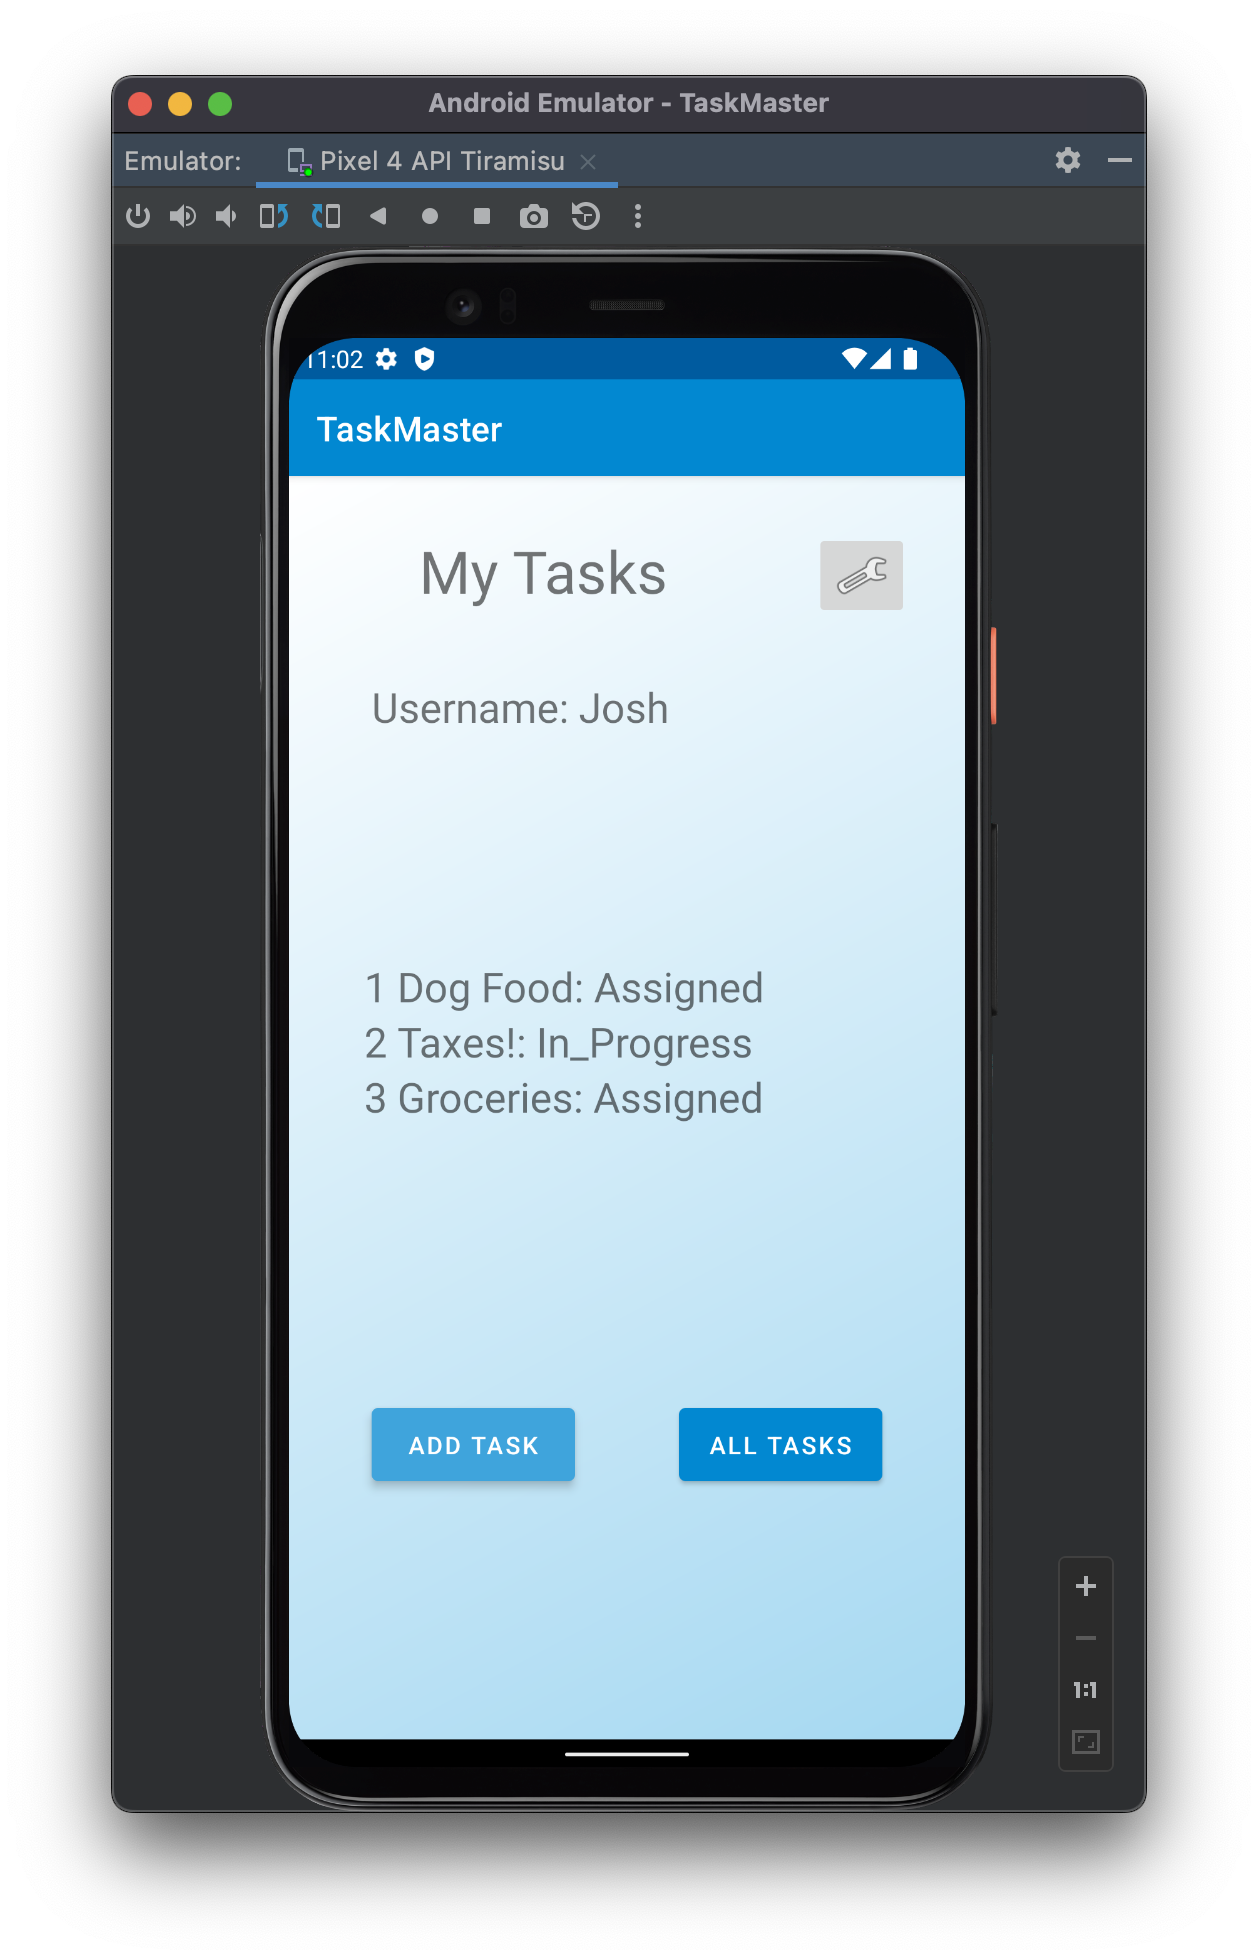 Android Emulator - TaskMaster
Emulator: Pixel 4 API Tiramisu
11:02
TaskMaster
My Tasks
Username: Josh
1 Dog Food: Assigned
2 Taxes!: In_Progress
3 Groceries: Assigned
ADD TASK ALL TASKS
1:1